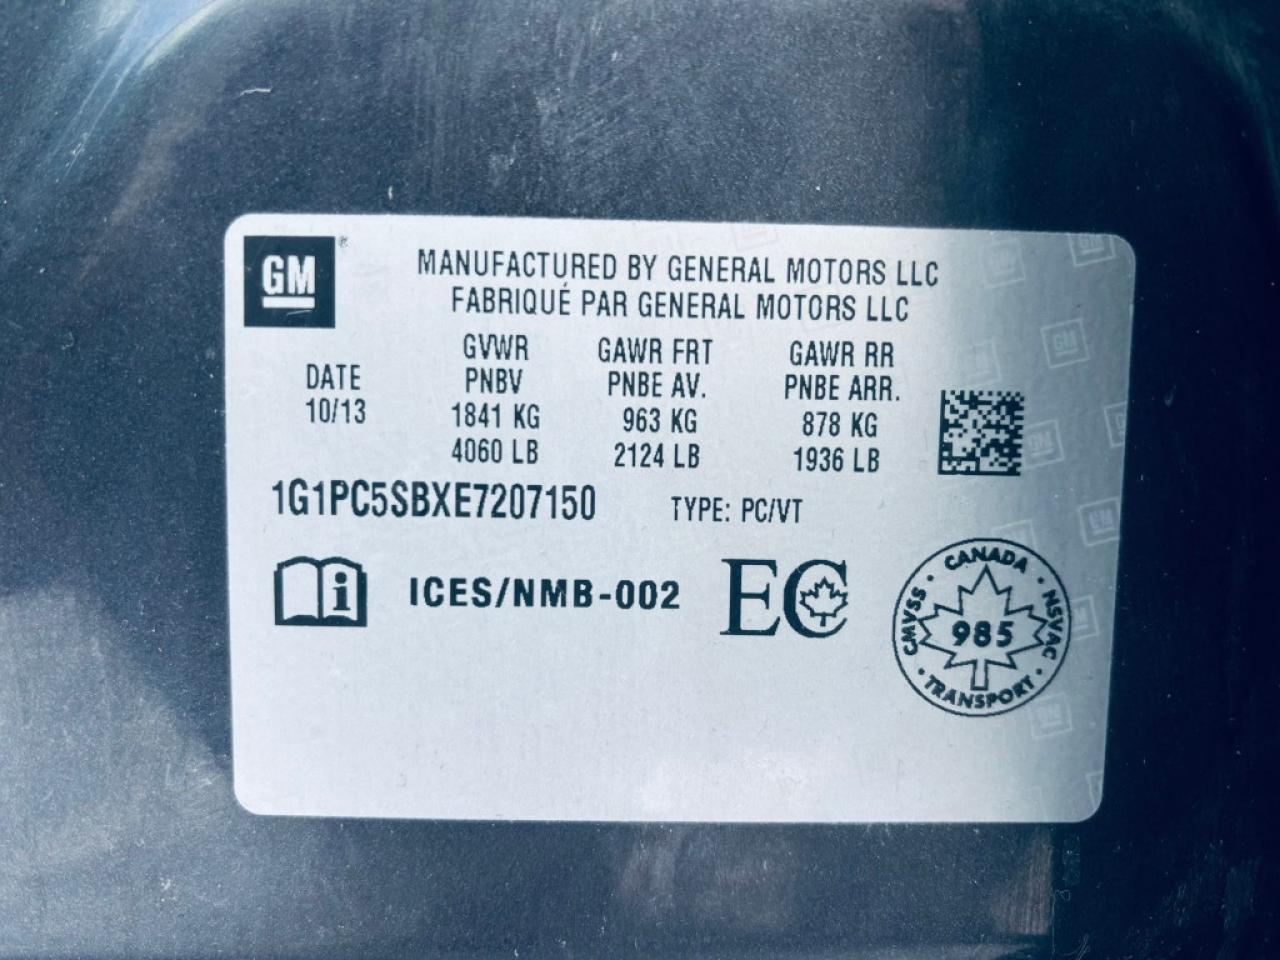 GM ®
MANUFACTURED BY GENERAL MOTORS LLC
FABRIQUÉ PAR GENERAL MOTORS LLC
DATE
10/13
GVWR
PNBV
1841 KG
4060 LB
GAWR FRT
PNBE AV.
963 KG
2124 LB
GAWR RR
PNBE ARR.
878 KG
1936 LB
1G1PC5SBXE7207150 TYPE: PC/VT
i ICES/NMB-002 EC
CANADA
CMVSS · NSVAC
985
TRANSPORT